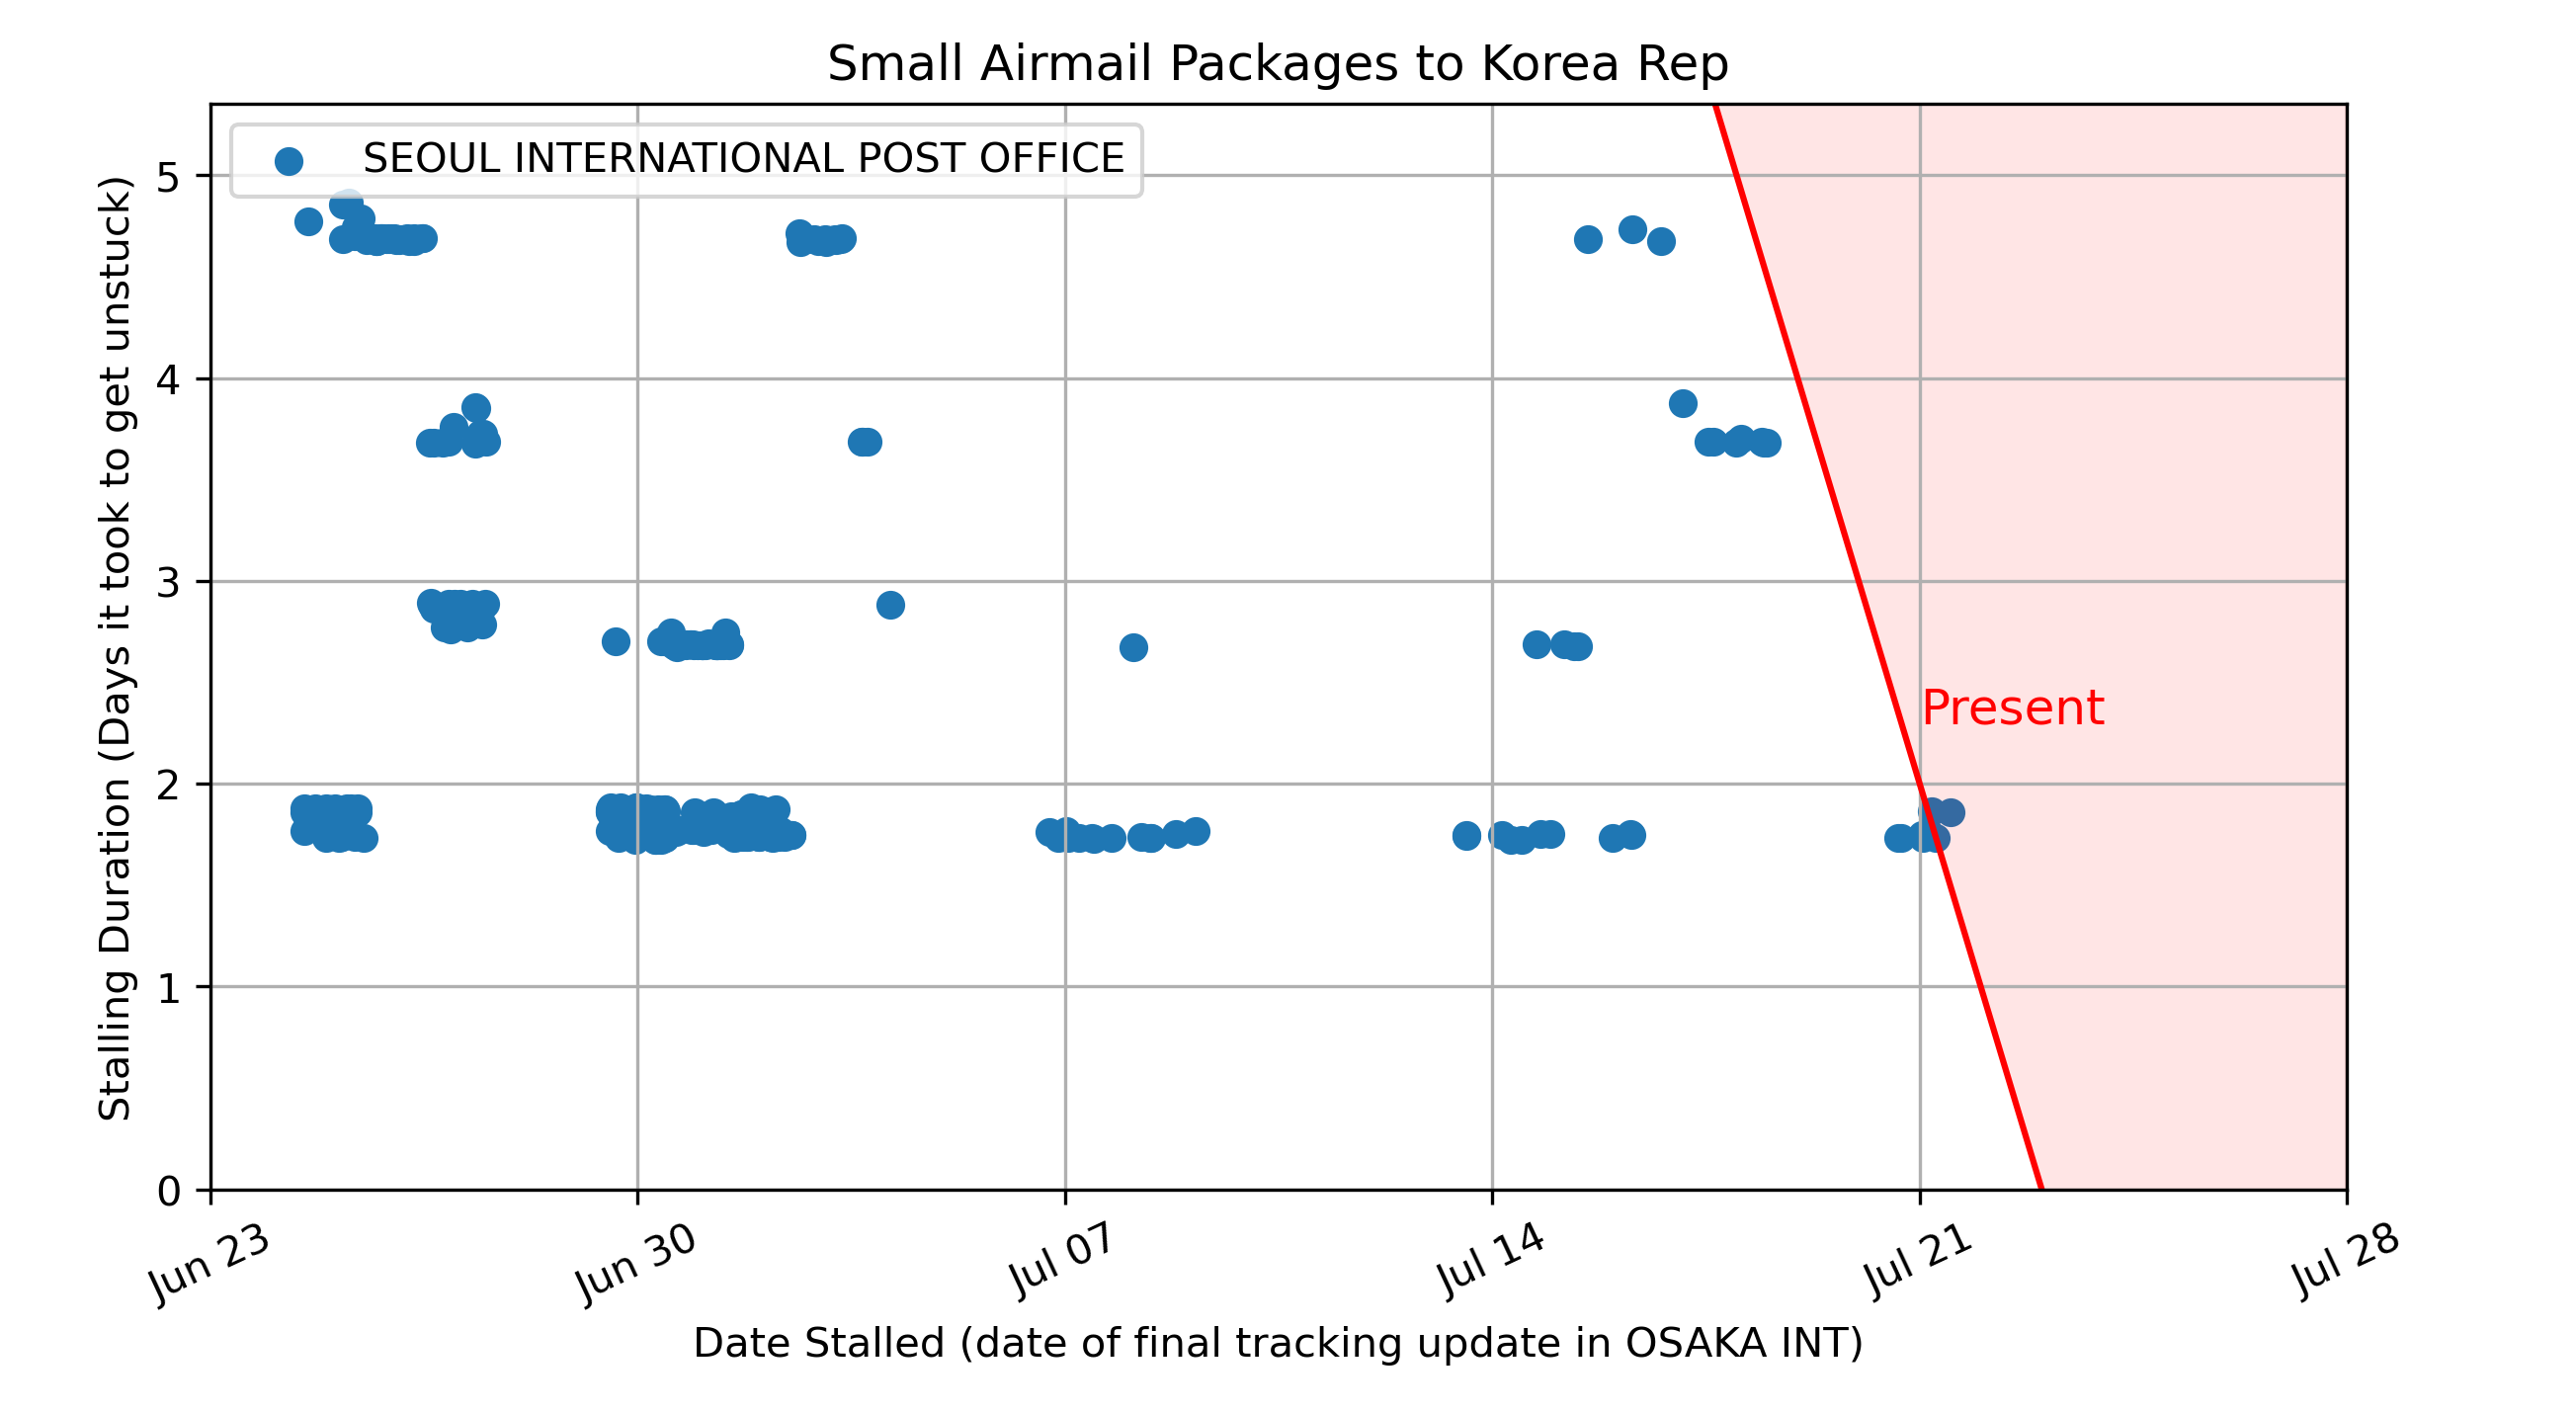 Small Airmail Packages to Korea Rep
SEOUL INTERNATIONAL POST OFFICE
Stalling Duration (Days it took to get unstuck)
5
4
3
2
1
0
Present
Jun 23
Jun 30
Jul 07
Jul 14
Jul 21
Jul 28
Date Stalled (date of final tracking update in OSAKA INT)